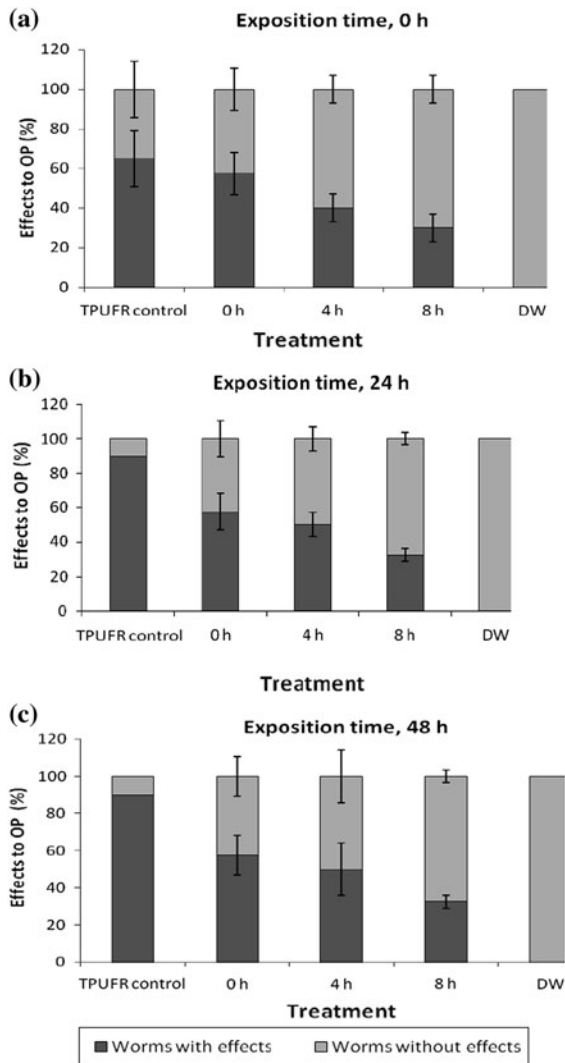 (a)
Exposition time, 0 h
120
100
80
60
40
20
0
Effects to OP (%)
TPUFR control 0 h 4 h 8 h DW
Treatment
(b)
Exposition time, 24 h
120
100
80
60
40
20
0
Effects to OP (%)
TPUFR control 0 h 4 h 8 h DW
Treatment
(c)
Exposition time, 48 h
120
100
80
60
40
20
0
Effects to OP (%)
TPUFR control 0 h 4 h 8 h DW
Treatment
Worms with effects Worms without effects